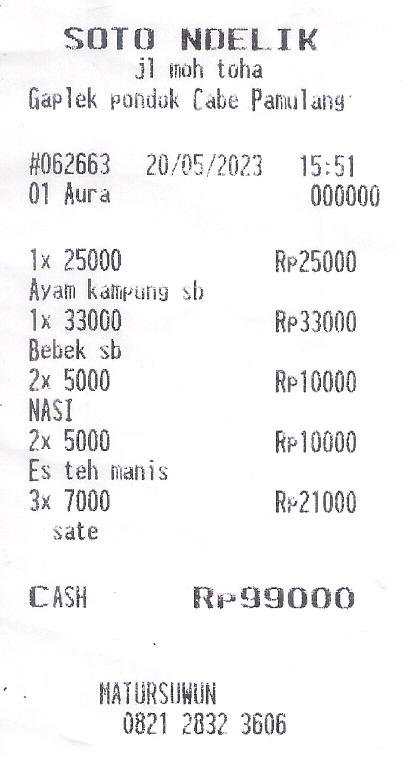 SOTO NDELIK
jl moh toha
Gaplek pondok Cabe Pamulang
#062663 20/05/2023 15:51
01 Aura 000000
1x 25000 Rp25000
Ayam kampung sb
1x 33000 Rp33000
Bebek sb
2x 5000 Rp10000
NASI
2x 5000 Rp10000
Es teh manis
3x 7000 Rp21000
sate
CASH Rp99000
MATURSUWUN
0821 2832 3606